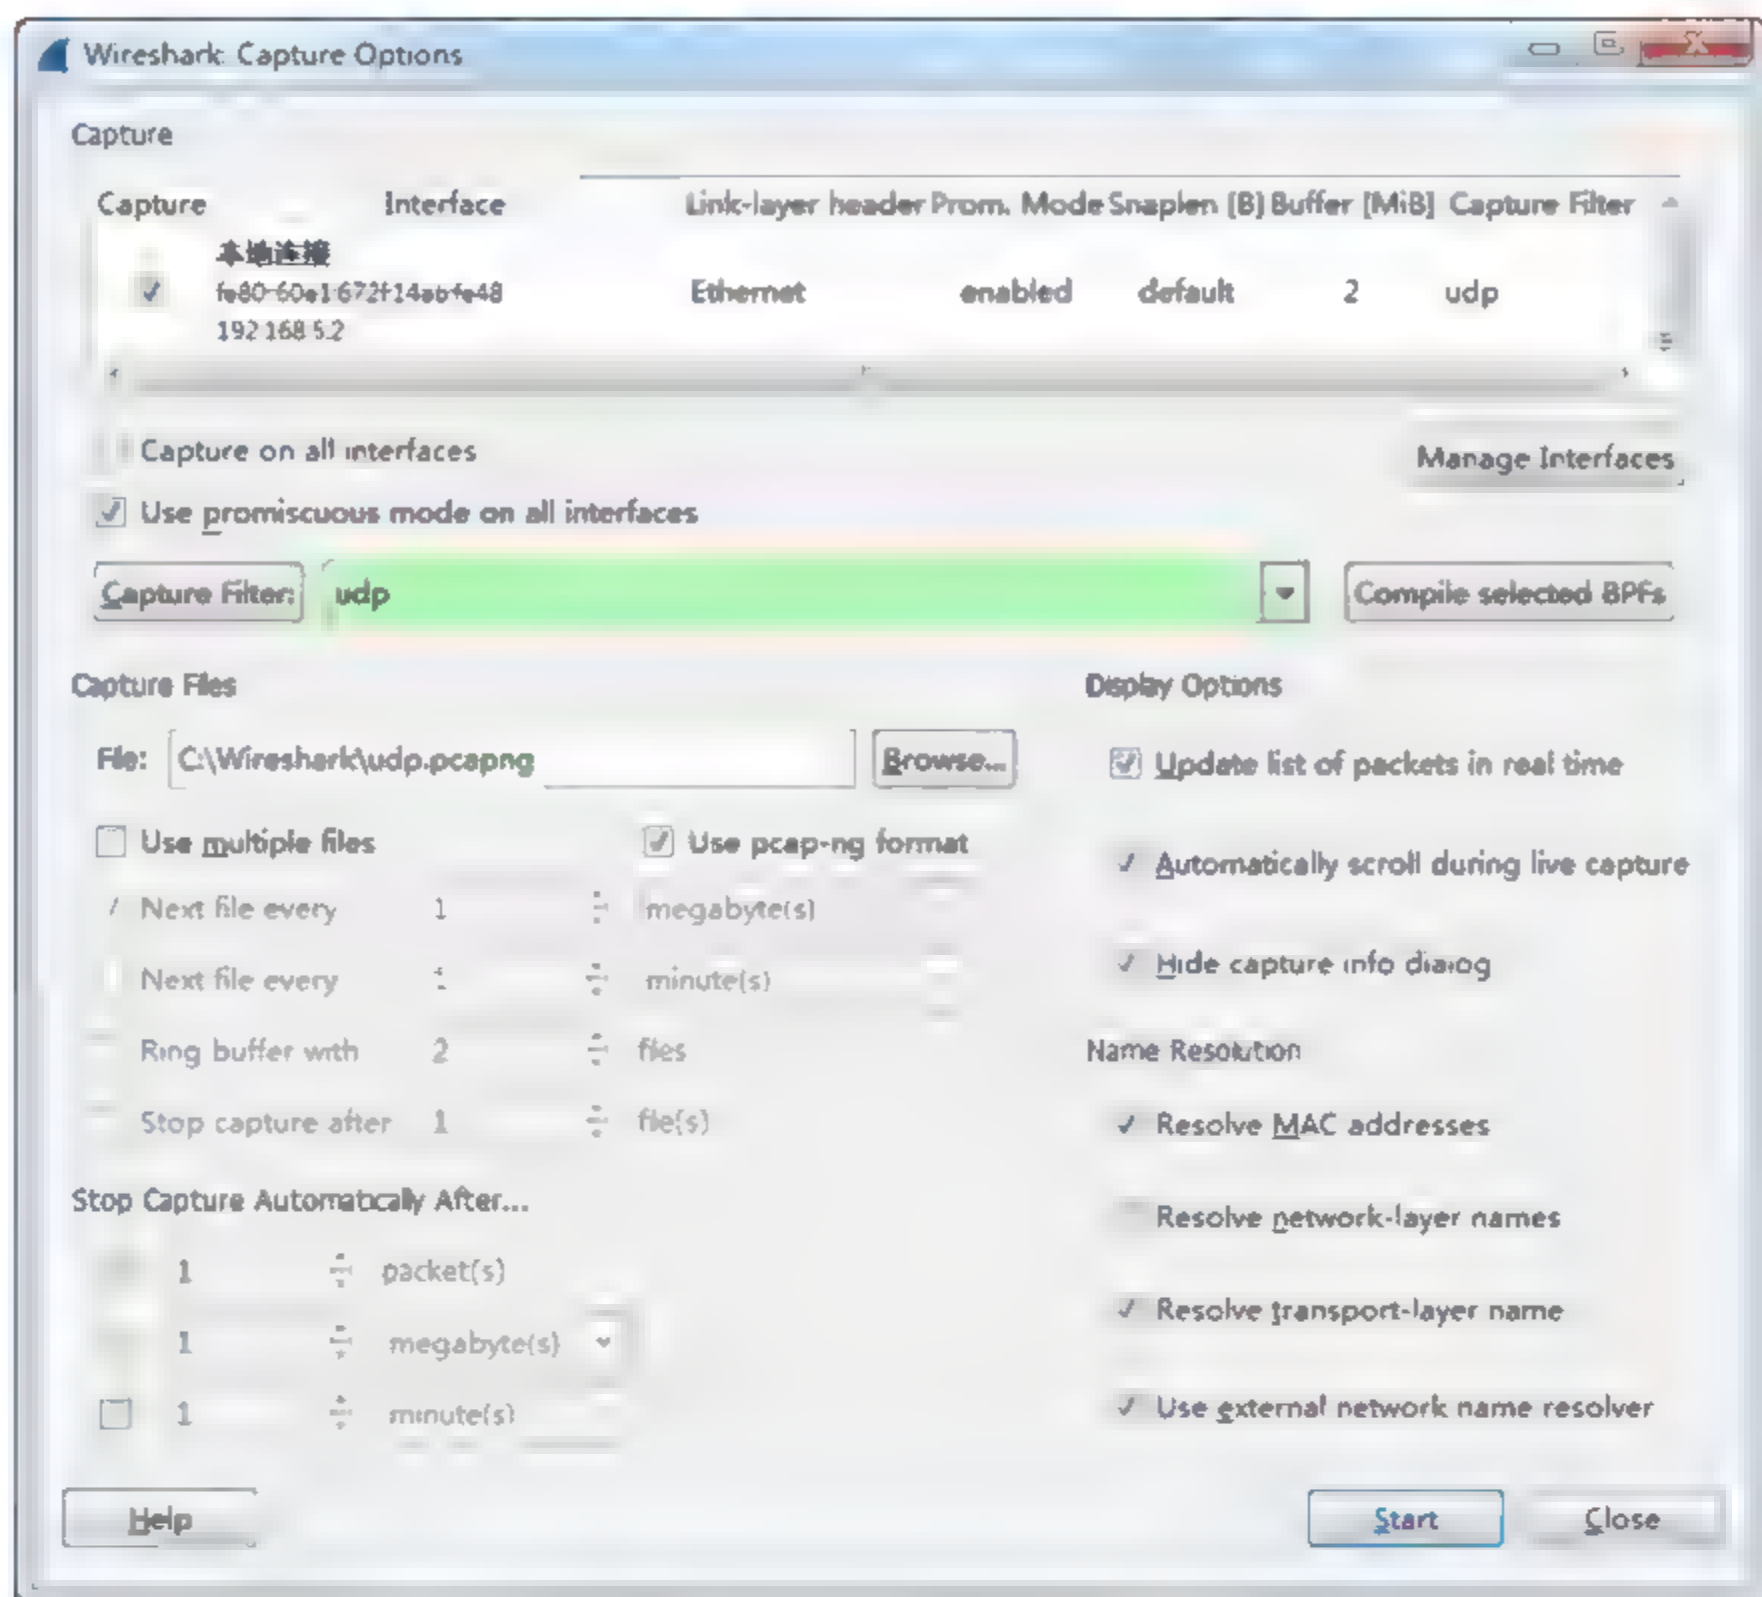 Wireshark: Capture Options
Capture
Capture Interface Link-layer header Prom. Mode Snaplen [B] Buffer [MiB] Capture Filter
本地连接
192.168.5.2
Ethernet enabled default 2 udp
Capture on all interfaces
Manage Interfaces
Use promiscuous mode on all interfaces
Capture Filter: udp Compile selected BPFs
Capture Files
File: C:\Wireshark\udp.pcapng Browse...
Use multiple files Use pcap-ng format
Next file every 1 megabyte(s)
Next file every 1 minute(s)
Ring buffer with 2 files
Stop capture after 1 file(s)
Stop Capture Automatically After...
1 packet(s)
1 megabyte(s)
1 minute(s)
Display Options
Update list of packets in real time
Automatically scroll during live capture
Hide capture info dialog
Name Resolution
Resolve MAC addresses
Resolve network-layer names
Resolve transport-layer name
Use external network name resolver
Help Start Close